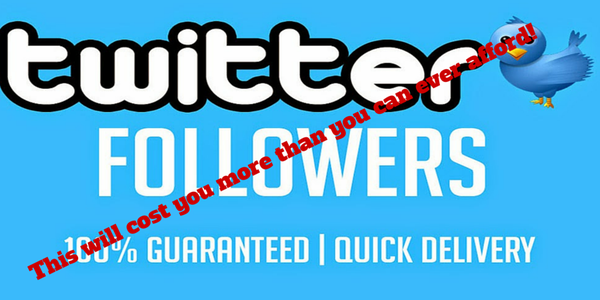 twitter
FOLLOWERS
100% GUARANTEED | QUICK DELIVERY
This will cost you more than you can ever afford!